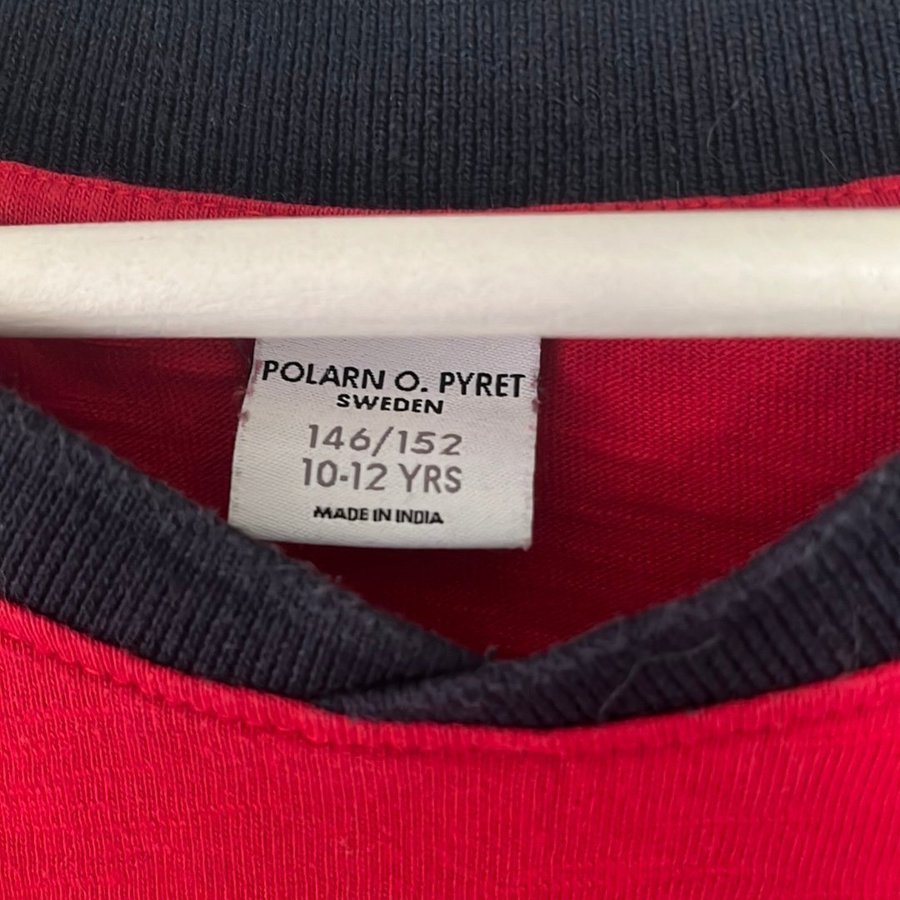 POLARN O. PYRET
SWEDEN
146/152
10-12 YRS
MADE IN INDIA